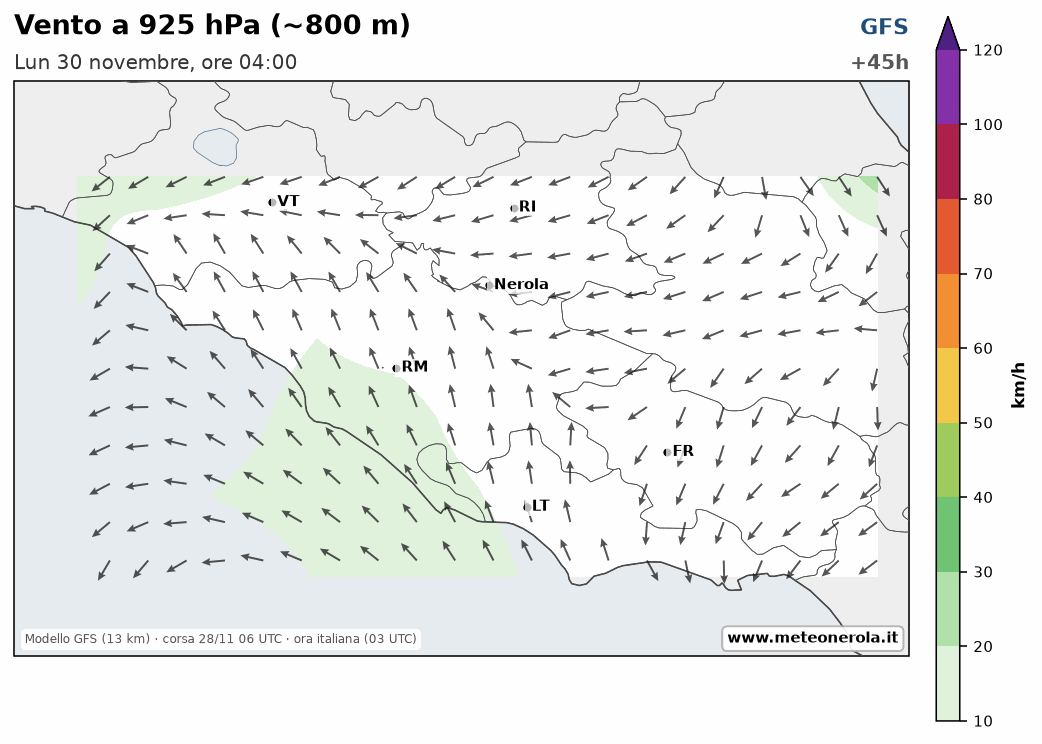 Vento a 925 hPa (~800 m)
GFS
Lun 30 novembre, ore 04:00
+45h
VT
RI
Nerola
RM
FR
LT
Modello GFS (13 km) · corsa 28/11 06 UTC · ora italiana (03 UTC)
www.meteonerola.it
120
100
80
70
60
50
40
30
20
10
km/h